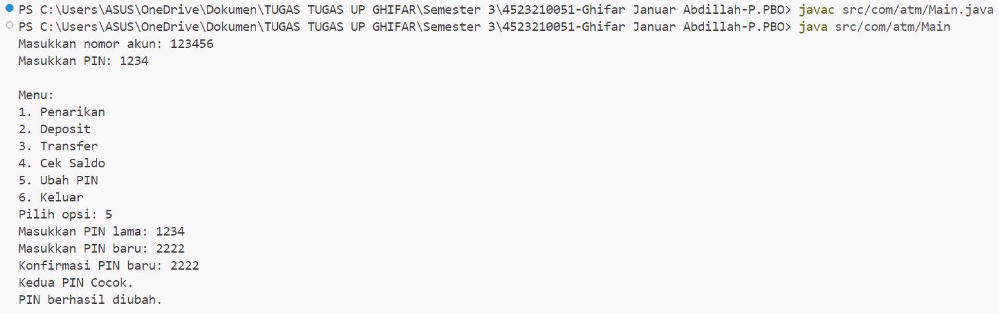 PS C:\Users\ASUS\OneDrive\Dokumen\TUGAS TUGAS UP GHIFAR\Semester 3\4523210051-Ghifar Januar Abdillah-P.PBO> javac src/com/atm/Main.java
PS C:\Users\ASUS\OneDrive\Dokumen\TUGAS TUGAS UP GHIFAR\Semester 3\4523210051-Ghifar Januar Abdillah-P.PBO> java src/com/atm/Main
Masukkan nomor akun: 123456
Masukkan PIN: 1234

Menu:
1. Penarikan
2. Deposit
3. Transfer
4. Cek Saldo
5. Ubah PIN
6. Keluar
Pilih opsi: 5
Masukkan PIN lama: 1234
Masukkan PIN baru: 2222
Konfirmasi PIN baru: 2222
Kedua PIN Cocok.
PIN berhasil diubah.